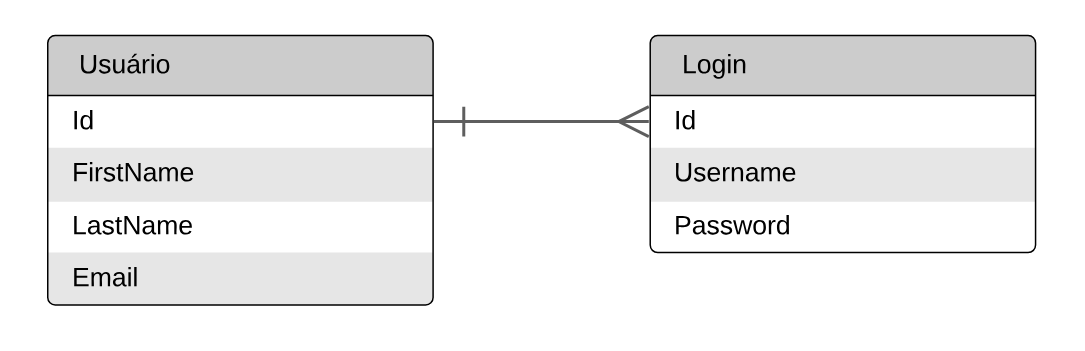 Usuário
Id
FirstName
LastName
Email
Login
Id
Username
Password